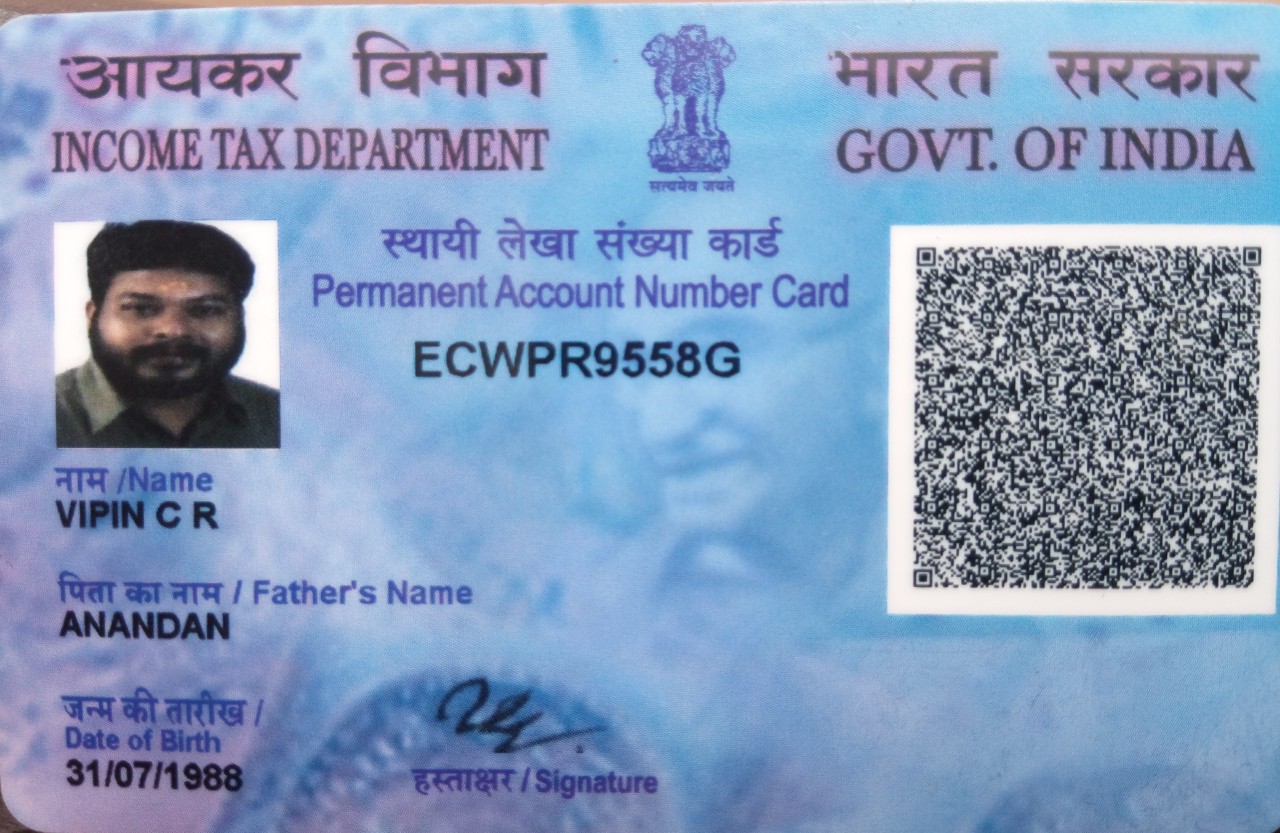 आयकर विभाग
INCOME TAX DEPARTMENT
सत्यमेव जयते
भारत सरकार
GOVT. OF INDIA
स्थायी लेखा संख्या कार्ड
Permanent Account Number Card
ECWPR9558G
नाम /Name
VIPIN C R
पिता का नाम / Father's Name
ANANDAN
जन्म की तारीख /
Date of Birth
31/07/1988
हस्ताक्षर / Signature